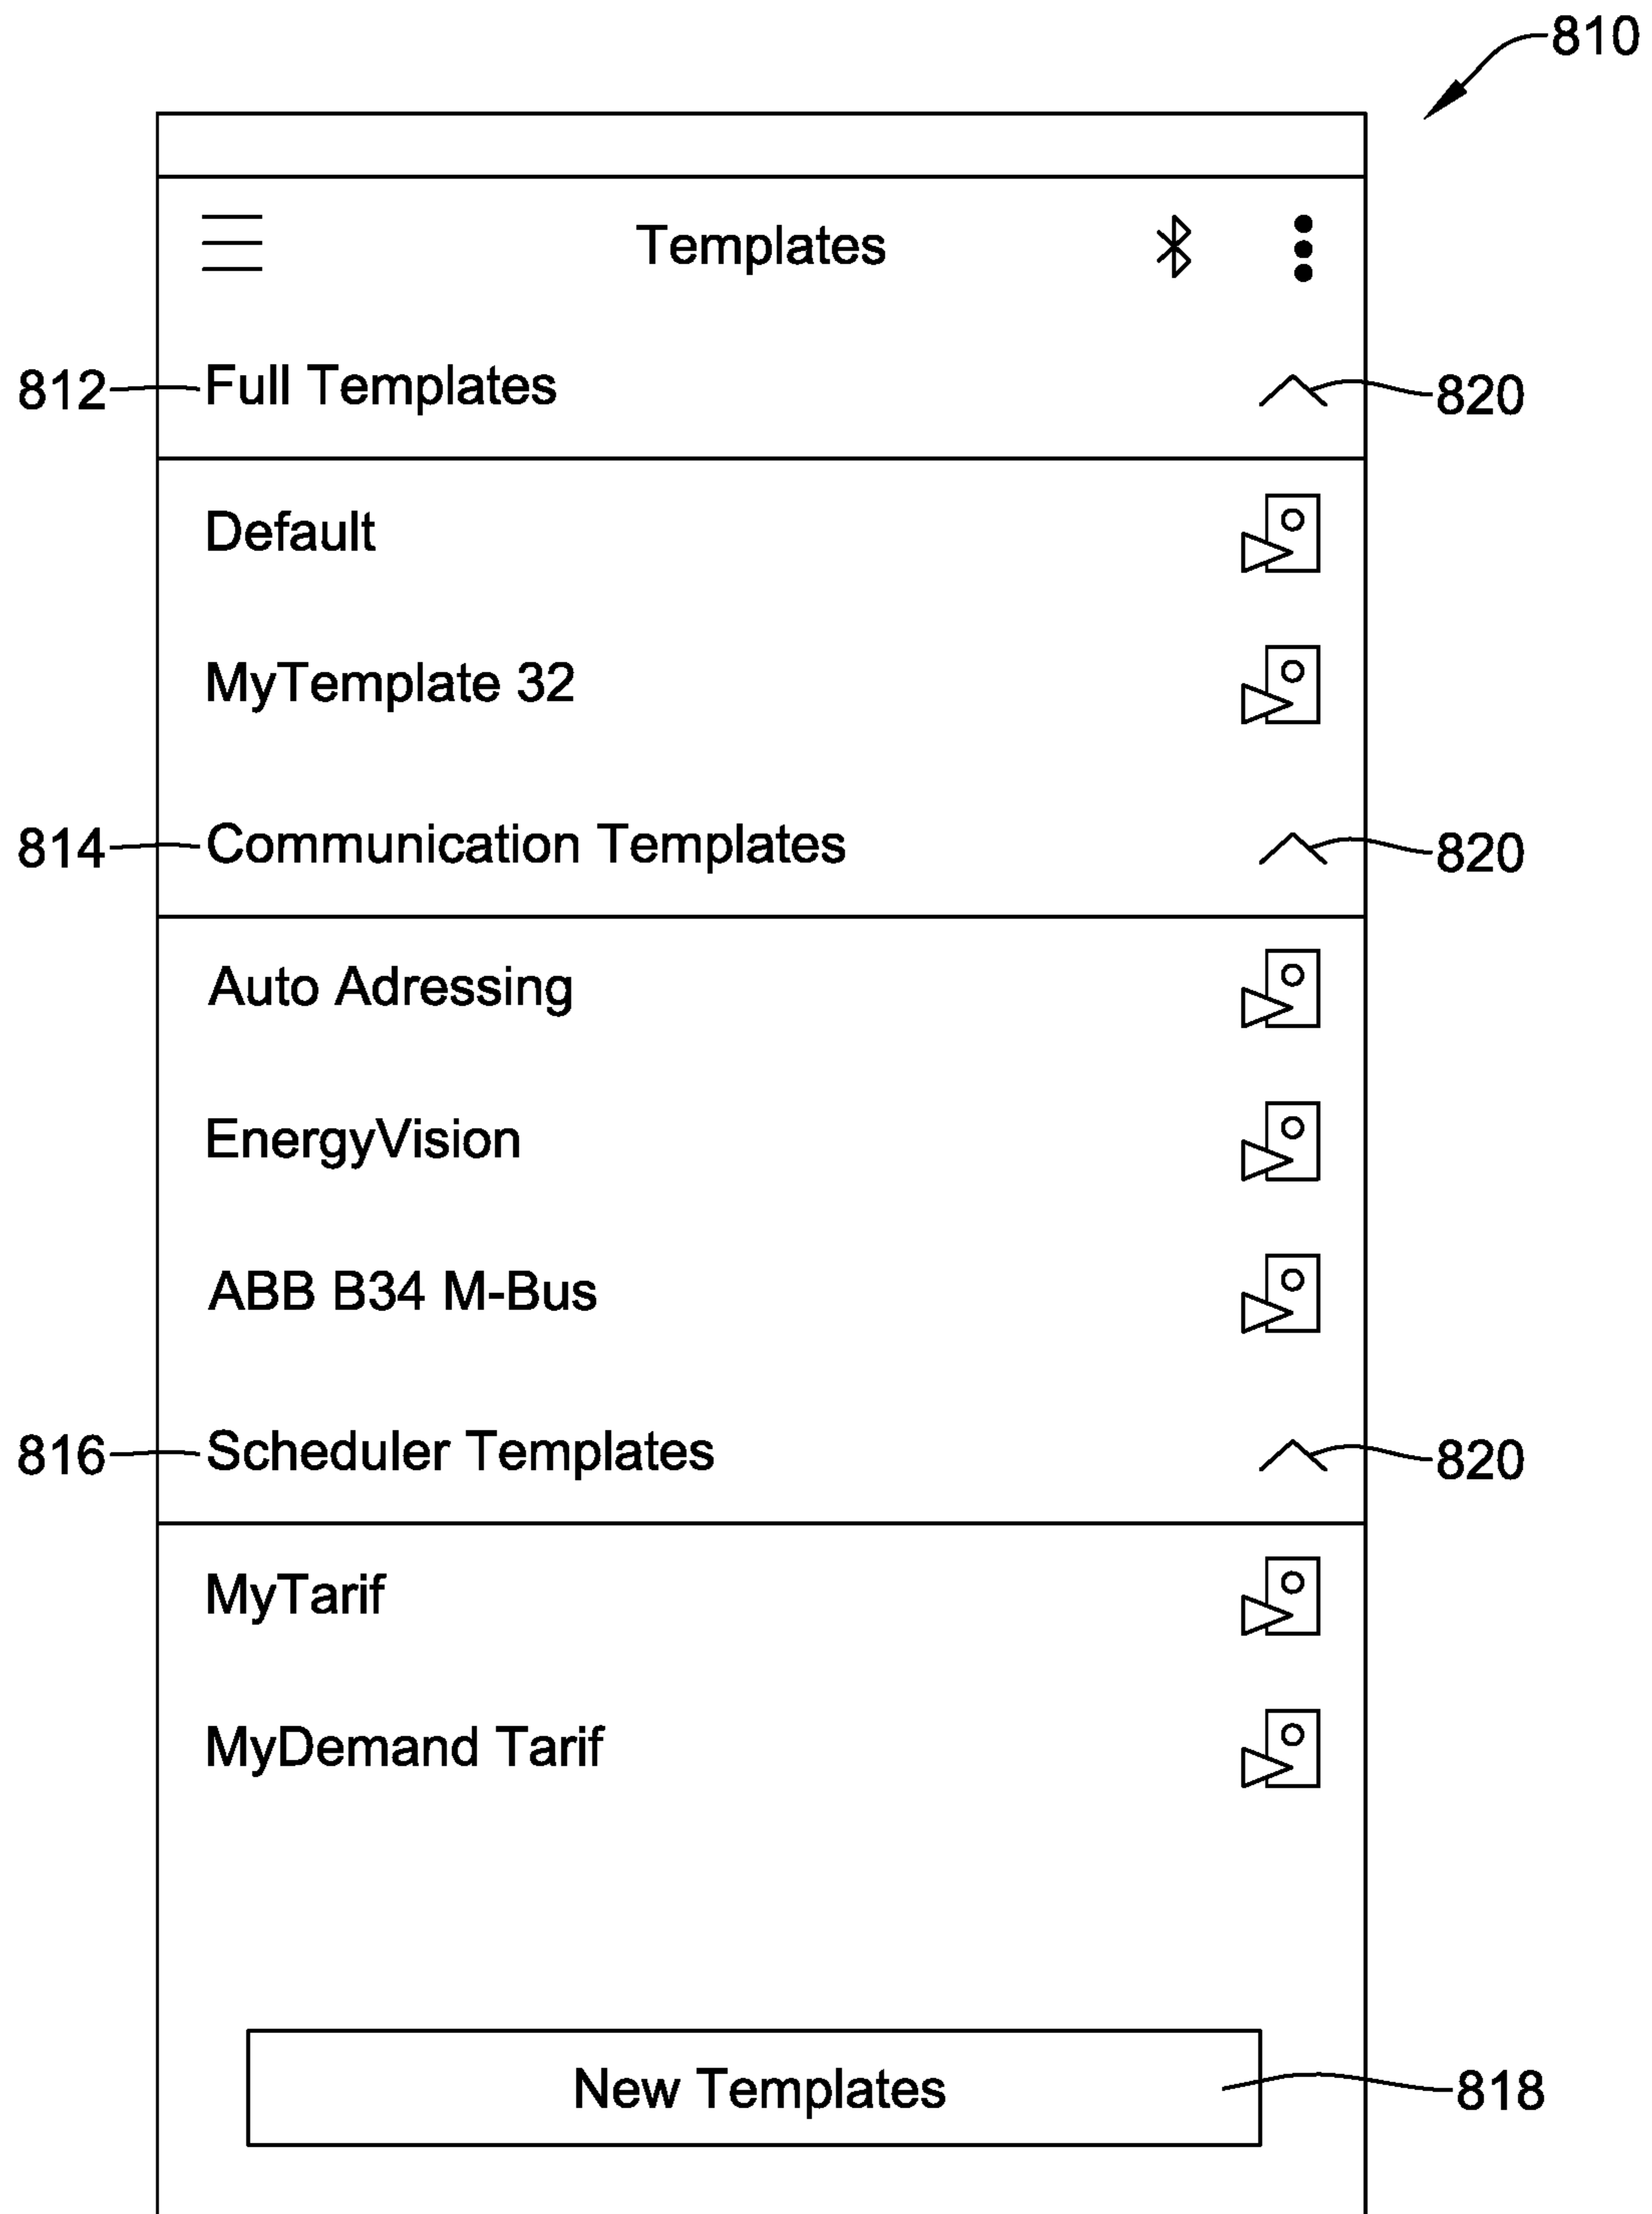 810
Templates
812 Full Templates 820
Default
MyTemplate 32
814 Communication Templates 820
Auto Adressing
EnergyVision
ABB B34 M-Bus
816 Scheduler Templates 820
MyTarif
MyDemand Tarif
New Templates 818